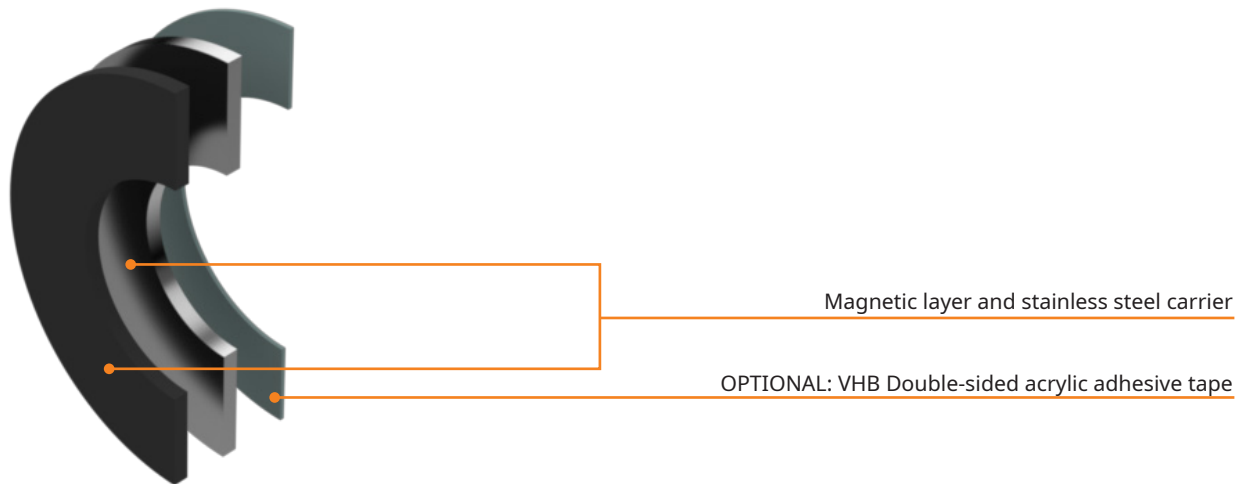 Magnetic layer and stainless steel carrier
OPTIONAL: VHB Double-sided acrylic adhesive tape